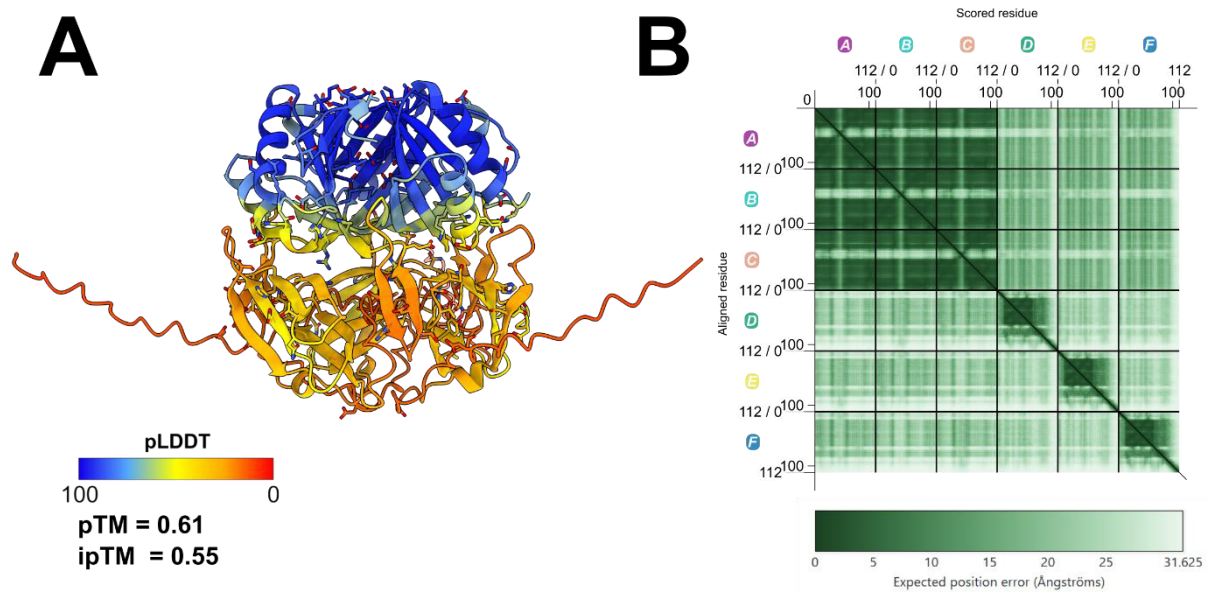 A
pLDDT
100 0
pTM = 0.61
ipTM = 0.55
B
Scored residue
A B C D E F
112 / 0 112 / 0 112 / 0 112 / 0 112 / 0 112
0 100 100 100 100 100 100
Aligned residue
A
100
112 / 0
B
100
112 / 0
C
100
112 / 0
D
100
112 / 0
E
100
112 / 0
F
100
112
0 5 10 15 20 25 31.625
Expected position error (Ångströms)